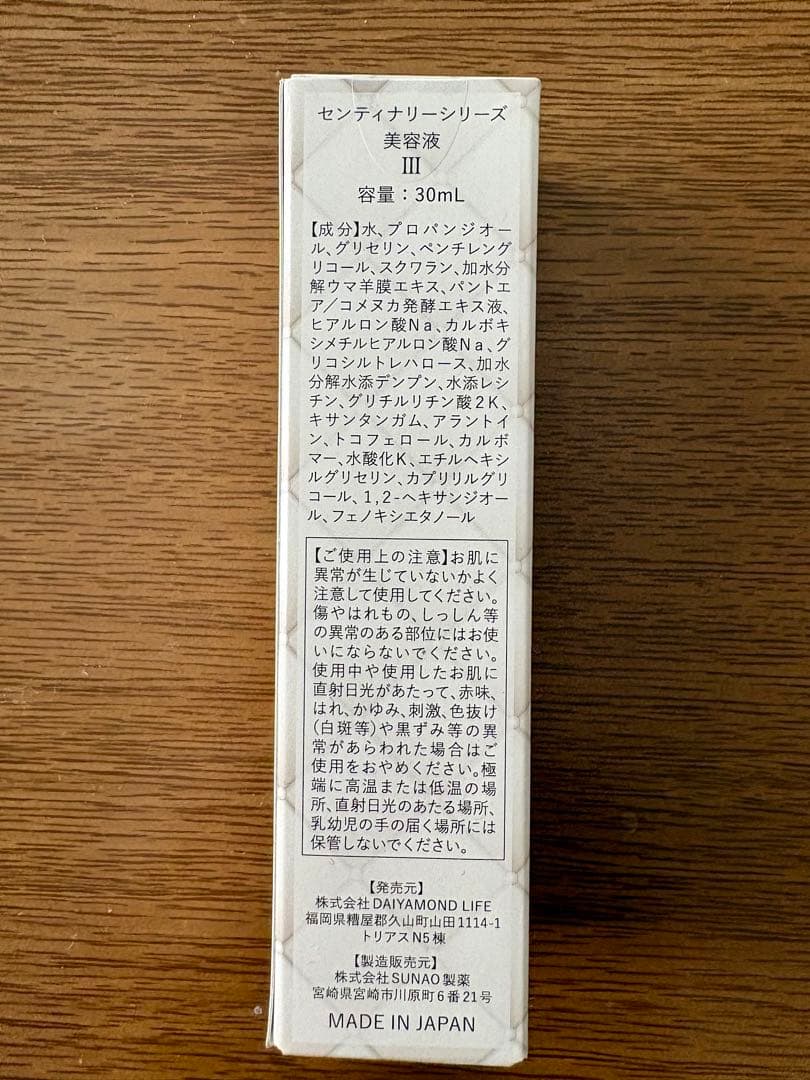 センティナリーシリーズ
美容液
III
容量：30mL
【成分】水、プロパンジオー
ル、グリセリン、ペンチレング
リコール、スクワラン、加水分
解ウマ羊膜エキス、パントエ
ア／コメヌカ発酵エキス液、
ヒアルロン酸Na、カルボキ
シメチルヒアルロン酸Na、グ
リコシルトレハロース、加水
分解水添デンプン、水添レシ
チン、グリチルリチン酸2K、
キサンタンガム、アラントイ
ン、トコフェロール、カルボ
マー、水酸化K、エチルヘキシ
ルグリセリン、カプリリルグリ
コール、1,2-ヘキサンジオー
ル、フェノキシエタノール
【ご使用上の注意】お肌に
異常が生じていないかよく
注意して使用してください。
傷やはれもの、しっしん等
の異常のある部位にはお使
いにならないでください。
使用中や使用したお肌に
直射日光があたって、赤味、
はれ、かゆみ、刺激、色抜け
(白斑等)や黒ずみ等の異
常があらわれた場合はご
使用をおやめください。極
端に高温または低温の場
所、直射日光のあたる場所、
乳幼児の手の届く場所には
保管しないでください。
【発売元】
株式会社DAIYAMOND LIFE
福岡県糟屋郡久山町山田1114-1
トリアスN5棟
【製造販売元】
株式会社SUNAO製薬
宮崎県宮崎市川原町6番21号
MADE IN JAPAN